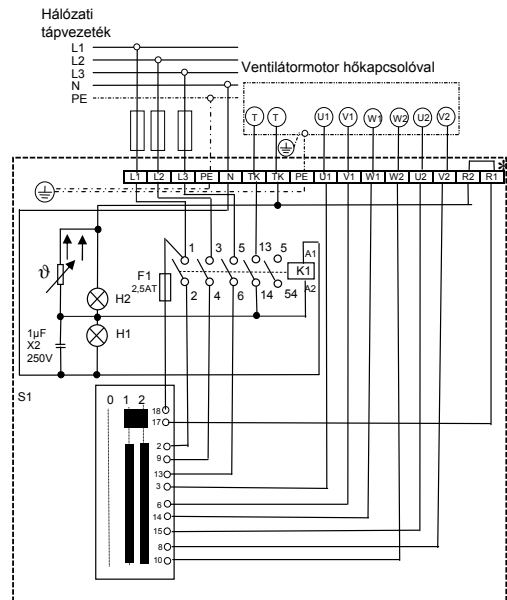 Hálózati
tápvezeték
L1
L2
L3
N
PE
Ventilátormotor hőkapcsolóval
T T U1 V1 W1 W2 U2 V2
L1 L2 L3 PE N TK TK PE U1 V1 W1 W2 U2 V2 R2 R1 *
ϑ
1 3 5 13 5
F1
2,5AT
A1
K1
A2
2 4 6 14 54
H2
H1
1µF
X2
250V
S1
0 1 2
18
17
2
9
13
3
6
14
15
8
10